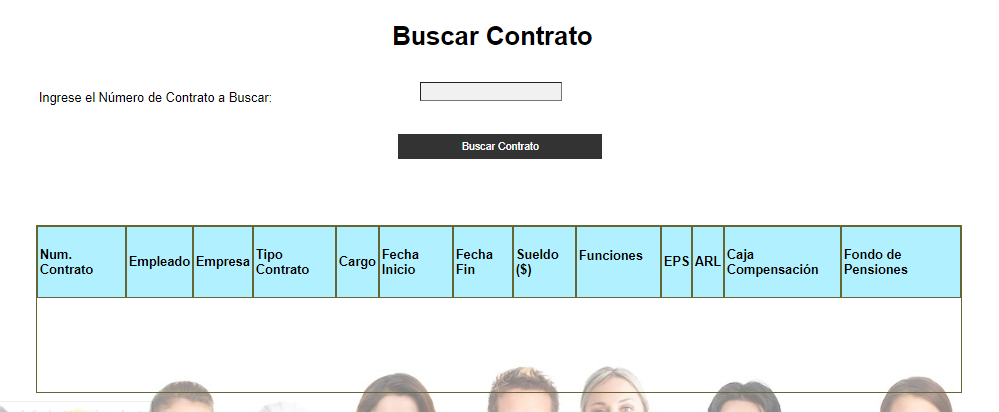 Buscar Contrato
Ingrese el Número de Contrato a Buscar:
Buscar Contrato
Num. Contrato
Empleado
Empresa
Tipo Contrato
Cargo
Fecha Inicio
Fecha Fin
Sueldo ($)
Funciones
EPS
ARL
Caja Compensación
Fondo de Pensiones